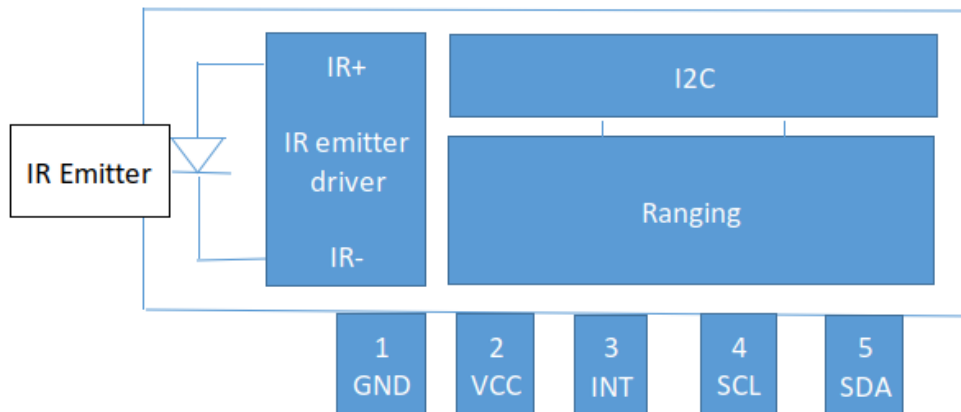 IR+
I2C
IR emitter
driver
IR Emitter
Ranging
IR-
1
GND
2
VCC
3
INT
4
SCL
5
SDA